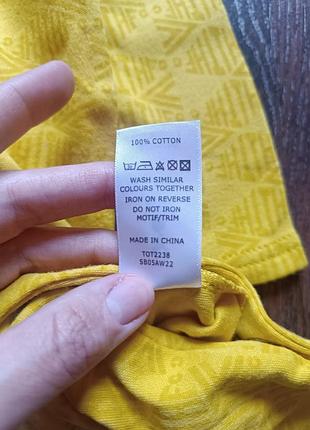 100% COTTON
WASH SIMILAR
COLOURS TOGETHER
IRON ON REVERSE
DO NOT IRON
MOTIF/TRIM
MADE IN CHINA
TOT2238
SB05AW22